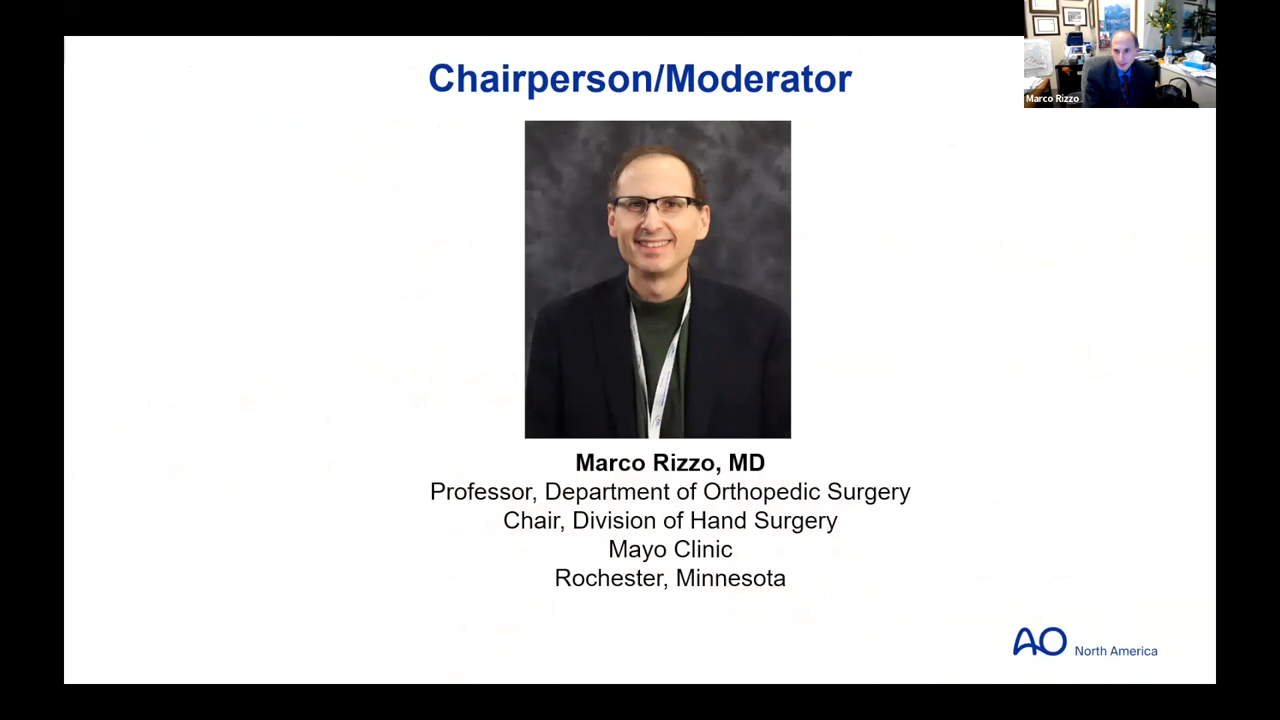 Chairperson/Moderator
Marco Rizzo
Marco Rizzo, MD
Professor, Department of Orthopedic Surgery
Chair, Division of Hand Surgery
Mayo Clinic
Rochester, Minnesota
AO North America